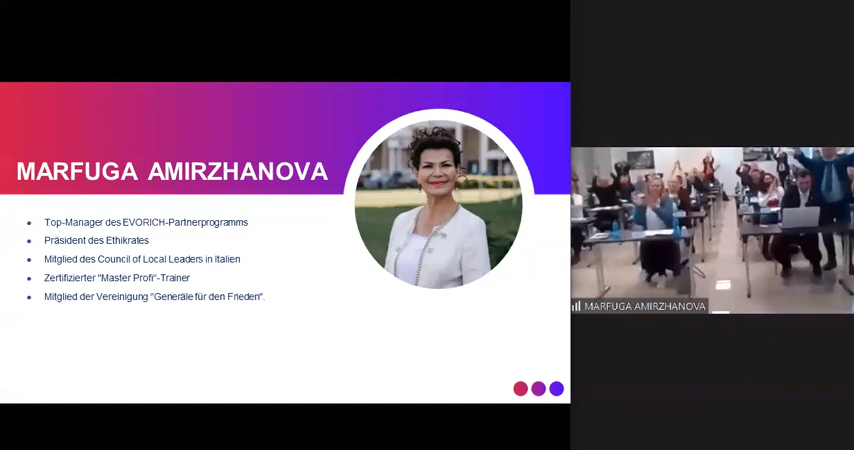 MARFUGA AMIRZHANOVA
Top-Manager des EVORICH-Partnerprogramms
Präsident des Ethikrates
Mitglied des Council of Local Leaders in Italien
Zertifizierter "Master Profi"-Trainer
Mitglied der Vereinigung "Generäle für den Frieden".
MARFUGA AMIRZHANOVA